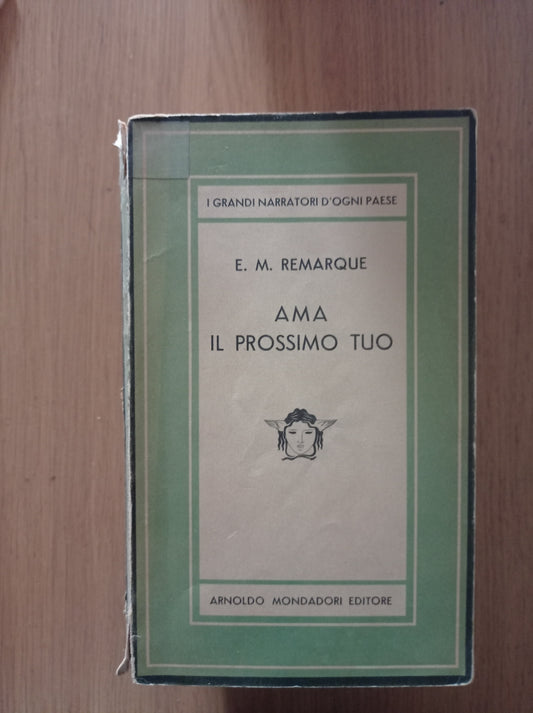 I GRANDI NARRATORI D'OGNI PAESE
E. M. REMARQUE
AMA
IL PROSSIMO TUO
ARNOLDO MONDADORI EDITORE